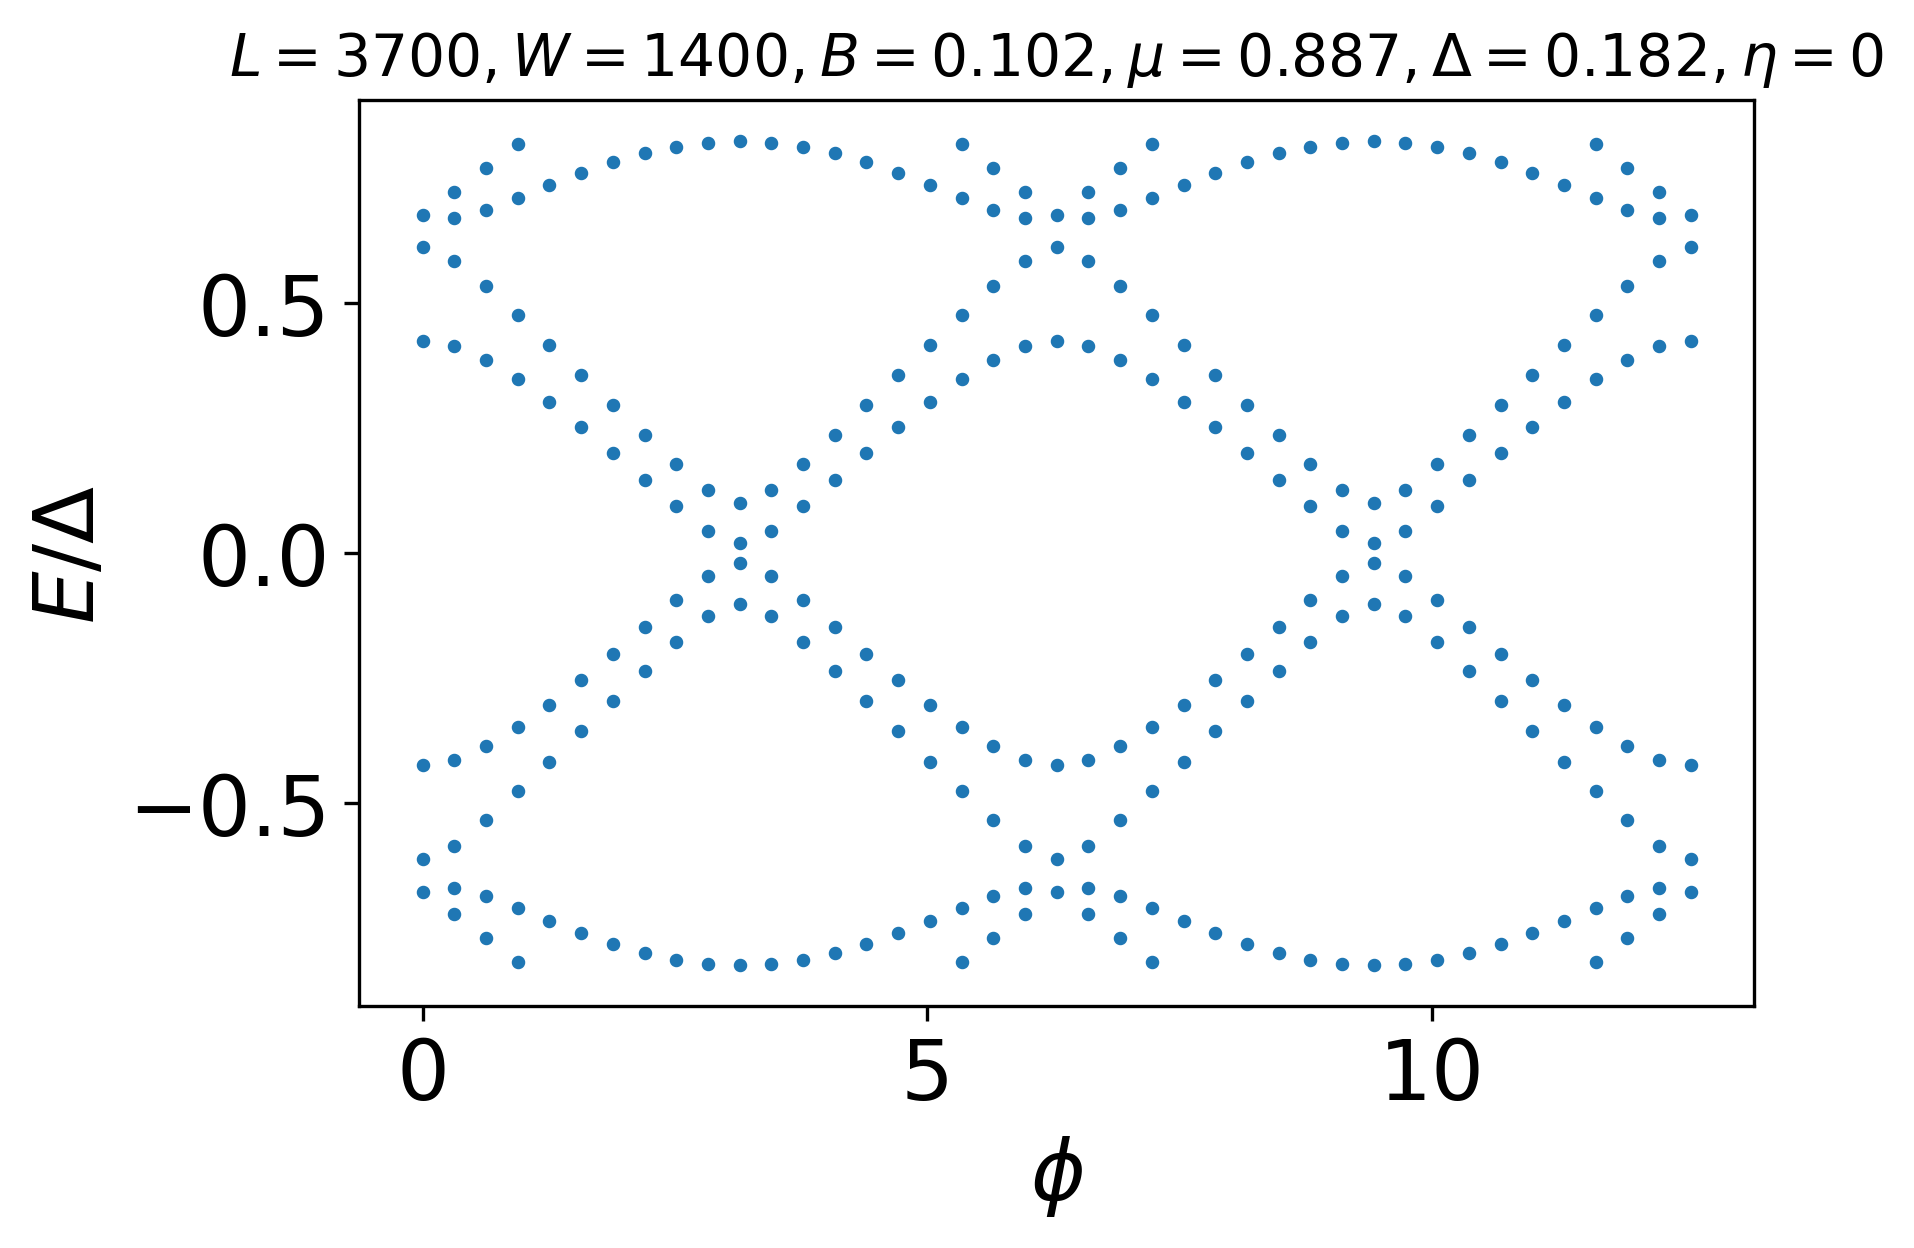 L = 3700, W = 1400, B = 0.102, μ = 0.887, Δ = 0.182, η = 0
0.5
0.0
−0.5
E/Δ
0 5 10
ϕ